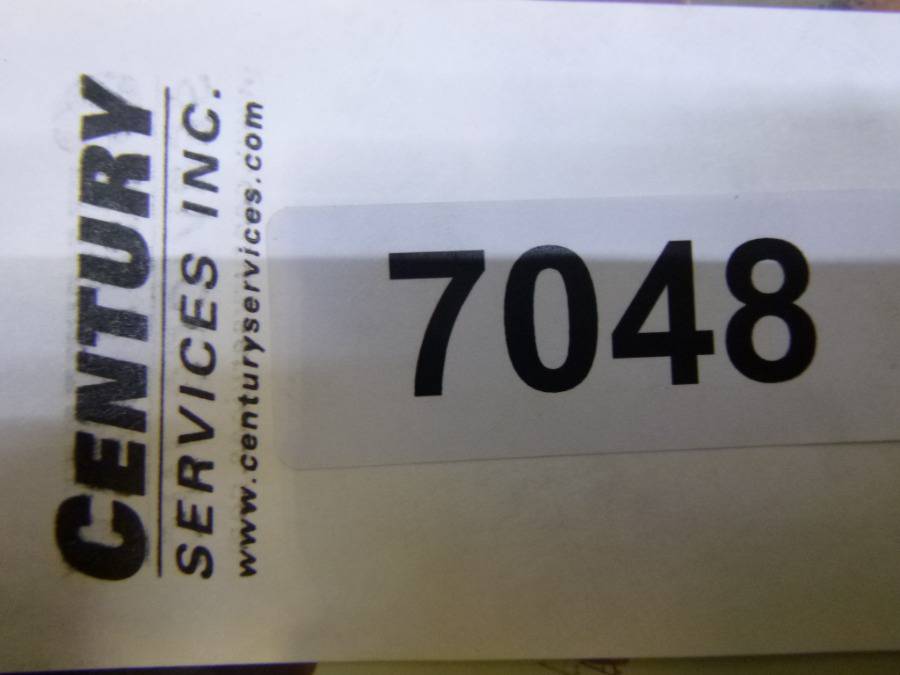 CENTURY
SERVICES INC.
www.centuryservices.com
7048